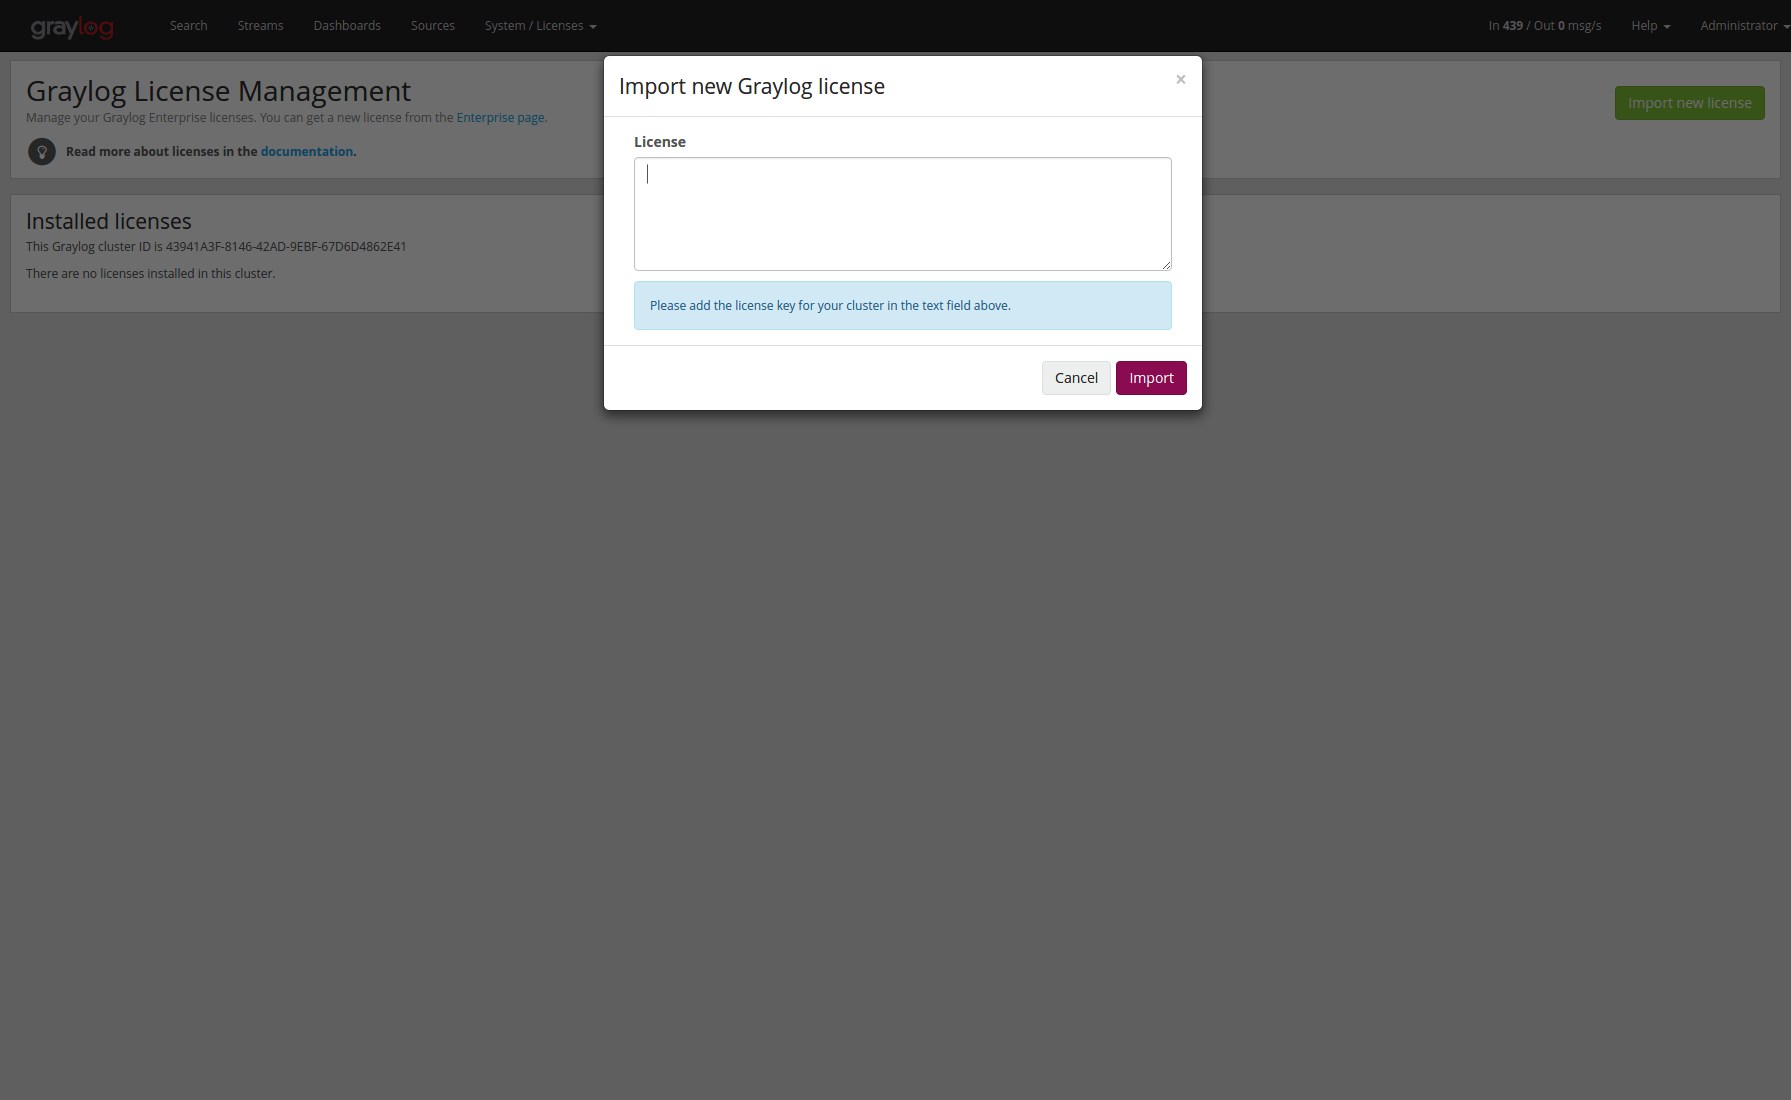 graylog Search Streams Dashboards Sources System / Licenses In 439 / Out 0 msg/s Help Administrator
Import new Graylog license ×
License
Please add the license key for your cluster in the text field above.
Cancel Import
Graylog License Management
Import new license
Manage your Graylog Enterprise licenses. You can get a new license from the Enterprise page.
Read more about licenses in the documentation.
Installed licenses
This Graylog cluster ID is 43941A3F-8146-42AD-9EBF-67D6D4862E41
There are no licenses installed in this cluster.